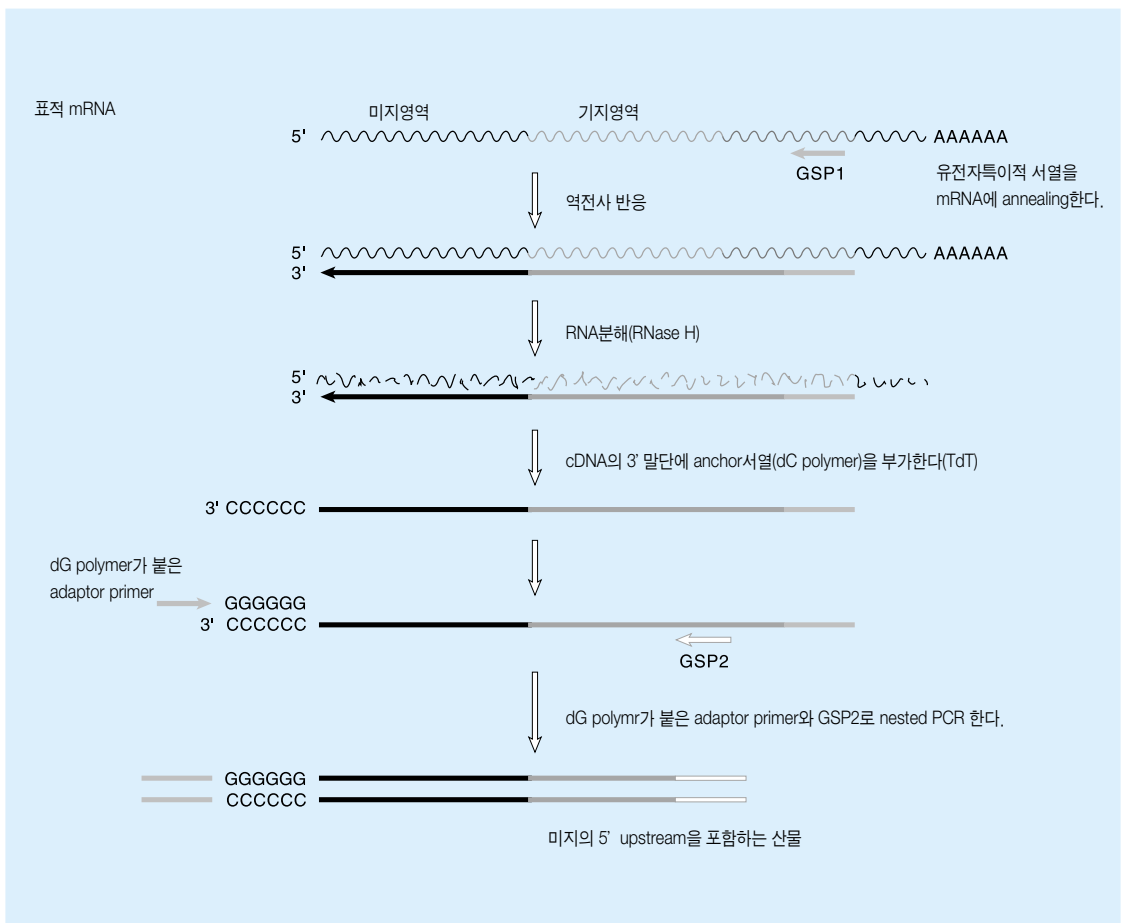 표적 mRNA
미지영역
기지영역
5'
AAAAAA
GSP1
유전자특이적 서열을
mRNA에 annealing한다.
역전사 반응
5'
AAAAAA
3'
RNA분해(RNase H)
5'
3'
cDNA의 3’ 말단에 anchor서열(dC polymer)을 부가한다(TdT)
3' CCCCCC
dG polymer가 붙은
adaptor primer
GGGGGG
3' CCCCCC
GSP2
dG polymr가 붙은 adaptor primer와 GSP2로 nested PCR 한다.
GGGGGG
CCCCCC
미지의 5’ upstream을 포함하는 산물